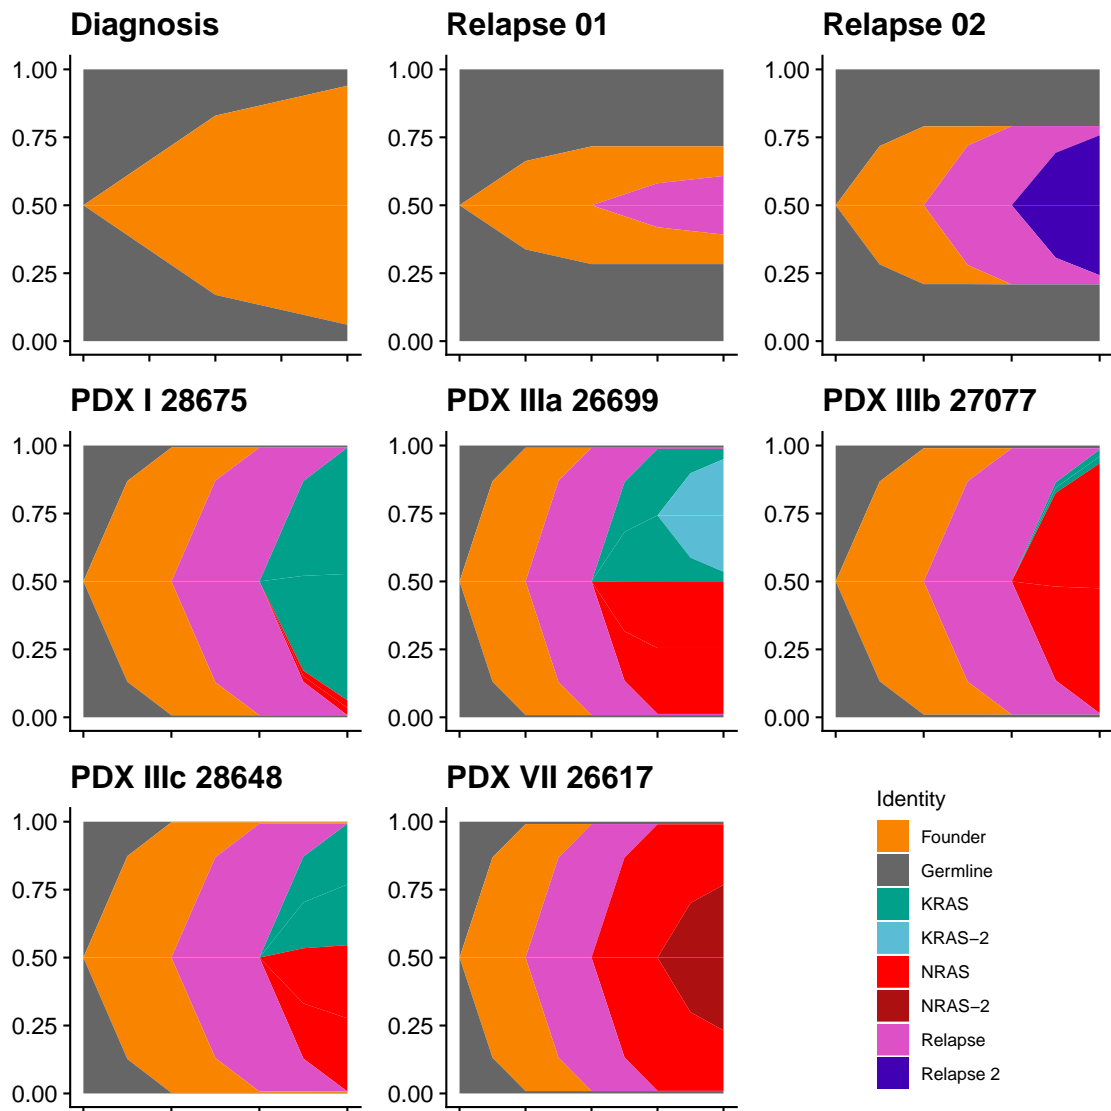 Diagnosis
Relapse 01
Relapse 02
1.00
0.75
0.50
0.25
0.00
1.00
0.75
0.50
0.25
0.00
1.00
0.75
0.50
0.25
0.00
PDX I 28675
PDX IIIa 26699
PDX IIIb 27077
1.00
0.75
0.50
0.25
0.00
1.00
0.75
0.50
0.25
0.00
1.00
0.75
0.50
0.25
0.00
PDX IIIc 28648
PDX VII 26617
1.00
0.75
0.50
0.25
0.00
1.00
0.75
0.50
0.25
0.00
Identity
Founder
Germline
KRAS
KRAS−2
NRAS
NRAS−2
Relapse
Relapse 2